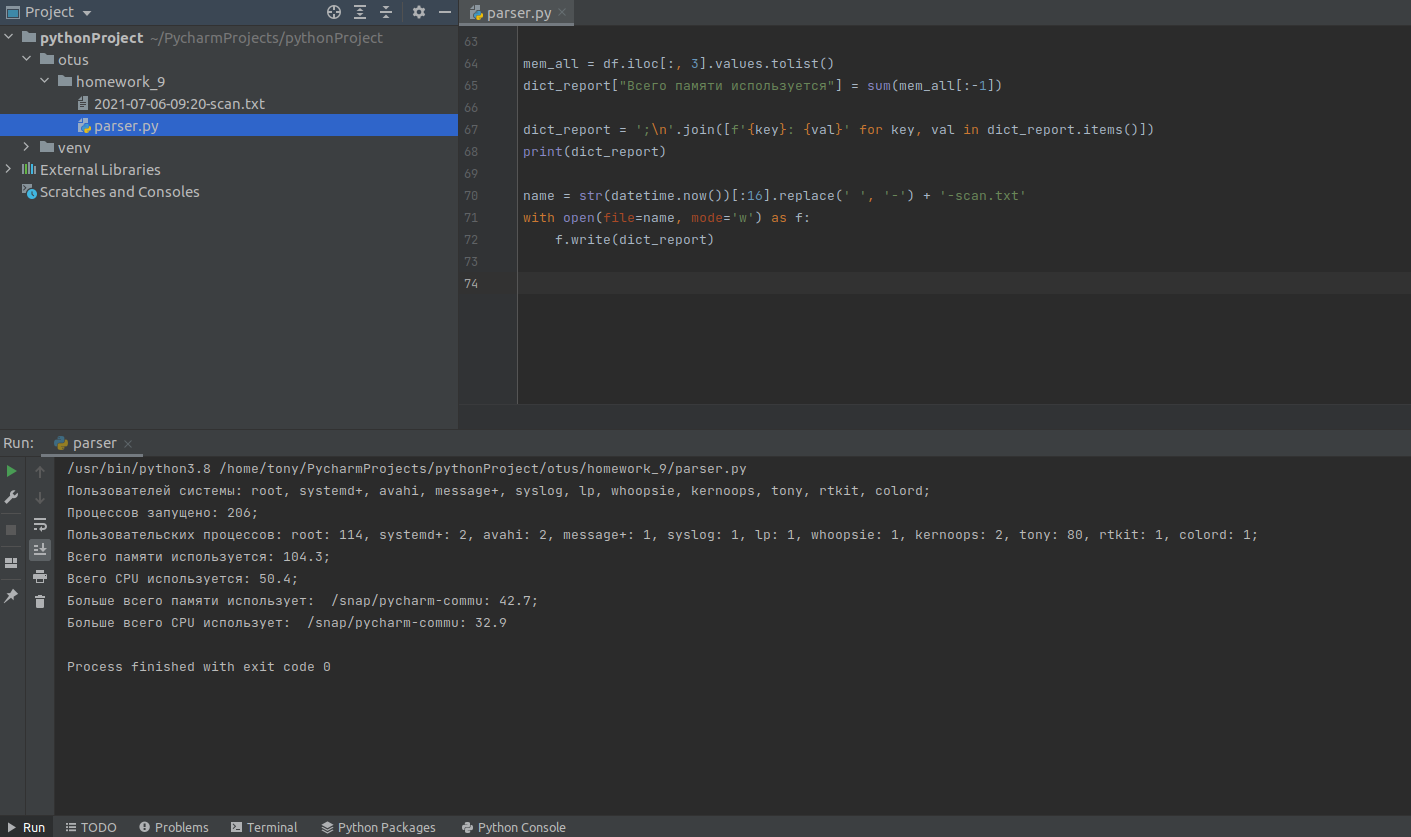 Project
parser.py
pythonProject ~/PycharmProjects/pythonProject
otus
homework_9
2021-07-06-09:20-scan.txt
parser.py
venv
External Libraries
Scratches and Consoles
63
64 mem_all = df.iloc[:, 3].values.tolist()
65 dict_report["Всего памяти используется"] = sum(mem_all[:-1])
66
67 dict_report = ';\n'.join([f'{key}: {val}' for key, val in dict_report.items()])
68 print(dict_report)
69
70 name = str(datetime.now())[:16].replace(' ', '-') + '-scan.txt'
71 with open(file=name, mode='w') as f:
72     f.write(dict_report)
73
74
Run: parser
/usr/bin/python3.8 /home/tony/PycharmProjects/pythonProject/otus/homework_9/parser.py
Пользователей системы: root, systemd+, avahi, message+, syslog, lp, whoopsie, kernoops, tony, rtkit, colord;
Процессов запущено: 206;
Пользовательских процессов: root: 114, systemd+: 2, avahi: 2, message+: 1, syslog: 1, lp: 1, whoopsie: 1, kernoops: 2, tony: 80, rtkit: 1, colord: 1;
Всего памяти используется: 104.3;
Всего CPU используется: 50.4;
Больше всего памяти использует:  /snap/pycharm-commu: 42.7;
Больше всего CPU использует:  /snap/pycharm-commu: 32.9
Process finished with exit code 0
Run TODO Problems Terminal Python Packages Python Console